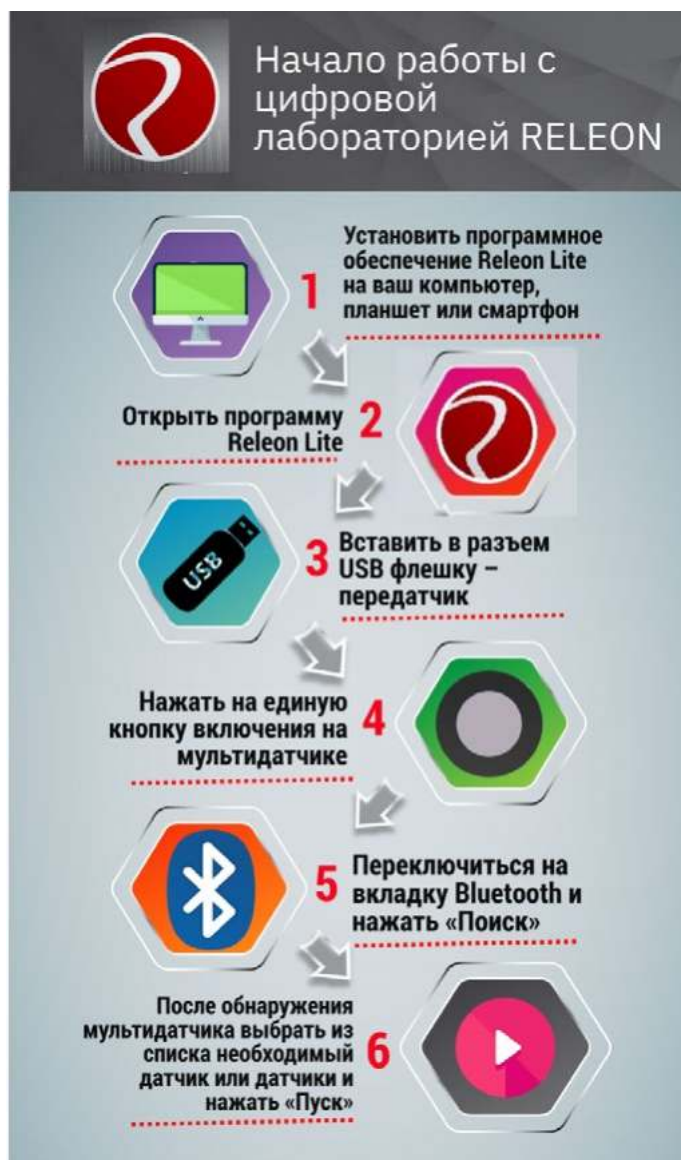 Начало работы с
цифровой
лабораторией RELEON
1
Установить программное
обеспечение Releon Lite
на ваш компьютер,
планшет или смартфон
Открыть программу
Releon Lite
2
USB
3
Вставить в разъем
USB флешку –
передатчик
Нажать на единую
кнопку включения на
мультидатчике
4
5
Переключиться на
вкладку Bluetooth и
нажать «Поиск»
После обнаружения
мультидатчика выбрать из
списка необходимый
датчик или датчики и
нажать «Пуск»
6